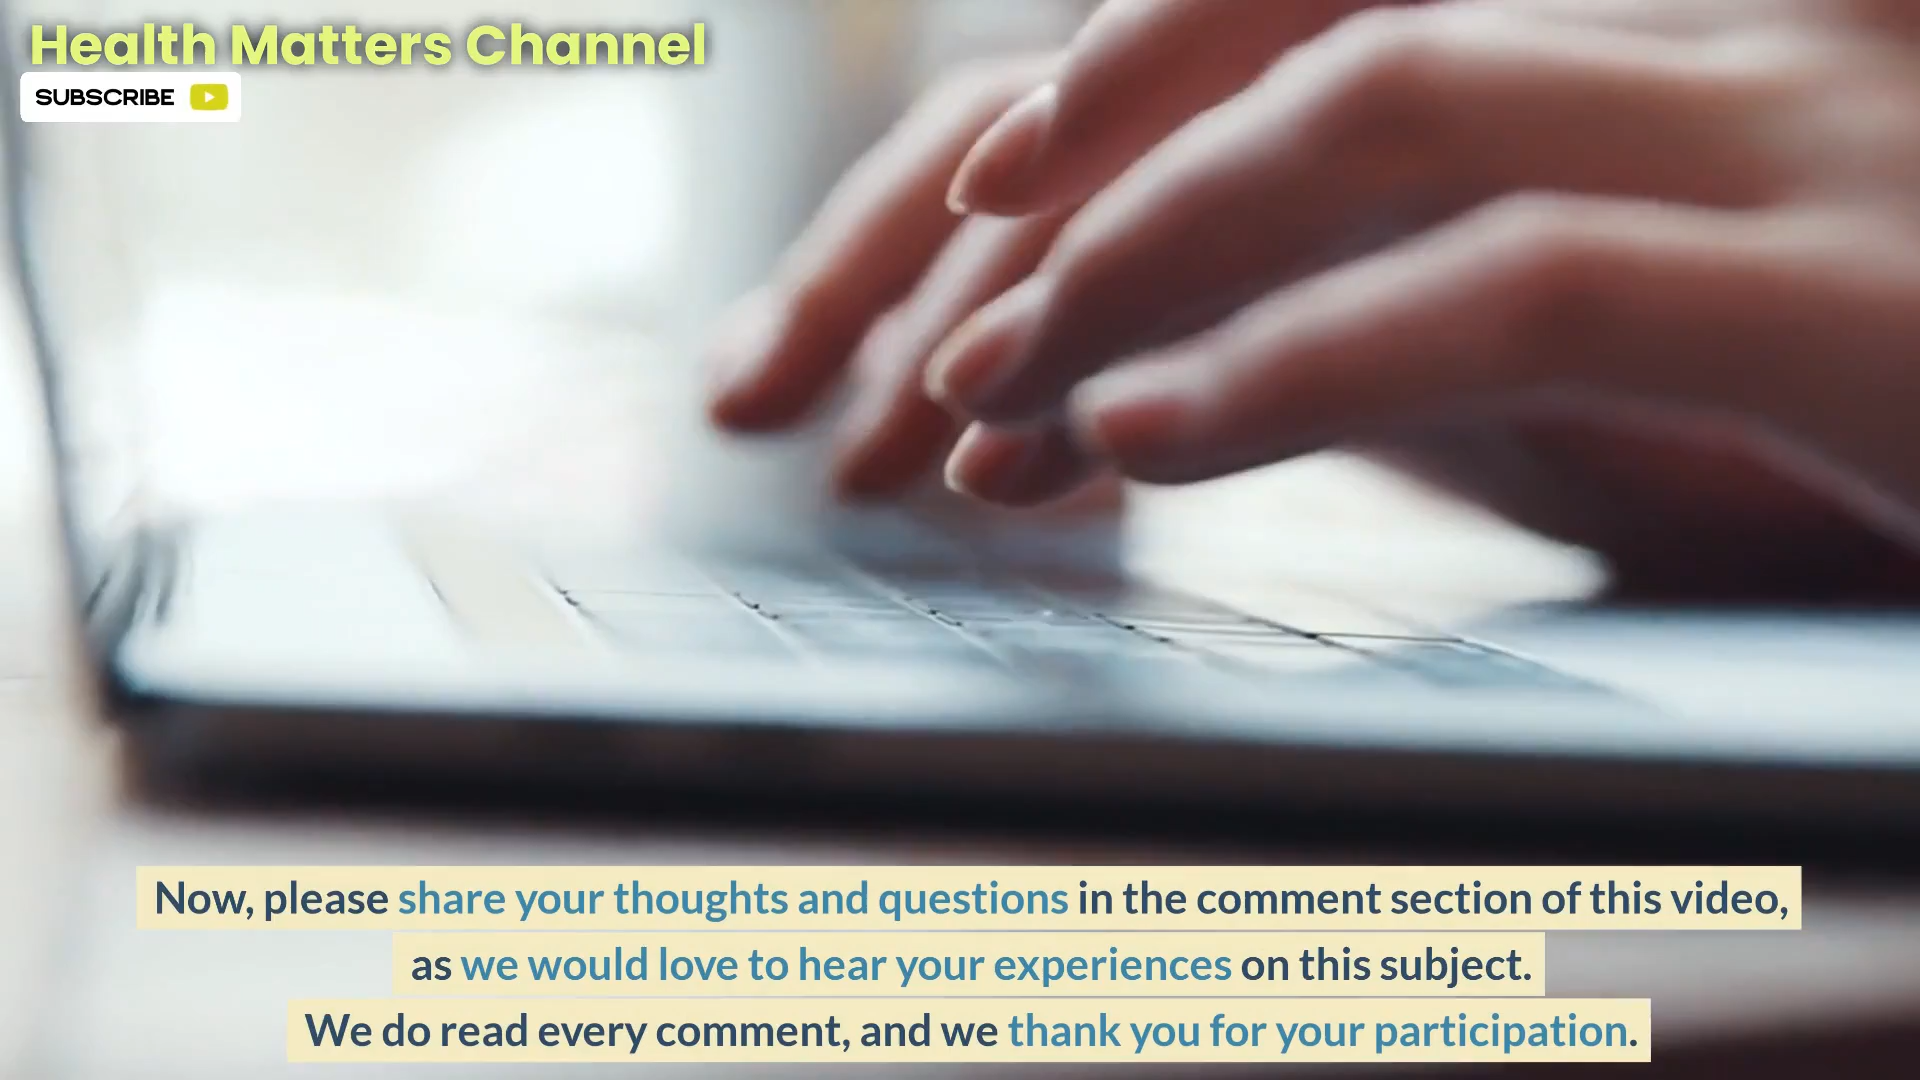 Health Matters Channel
SUBSCRIBE
Now, please share your thoughts and questions in the comment section of this video,
as we would love to hear your experiences on this subject.
We do read every comment, and we thank you for your participation.